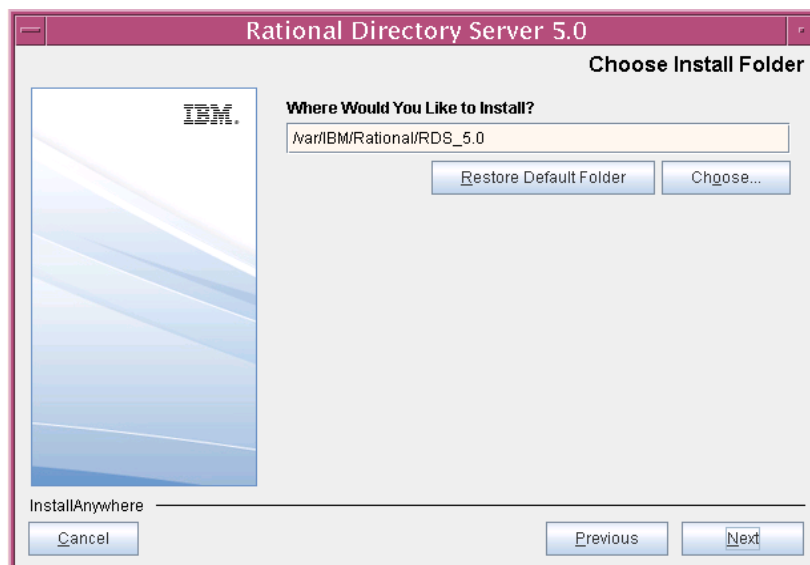 Rational Directory Server 5.0
Choose Install Folder
IBM.
Where Would You Like to Install?
/var/IBM/Rational/RDS_5.0
Restore Default Folder
Choose...
InstallAnywhere
Cancel
Previous
Next